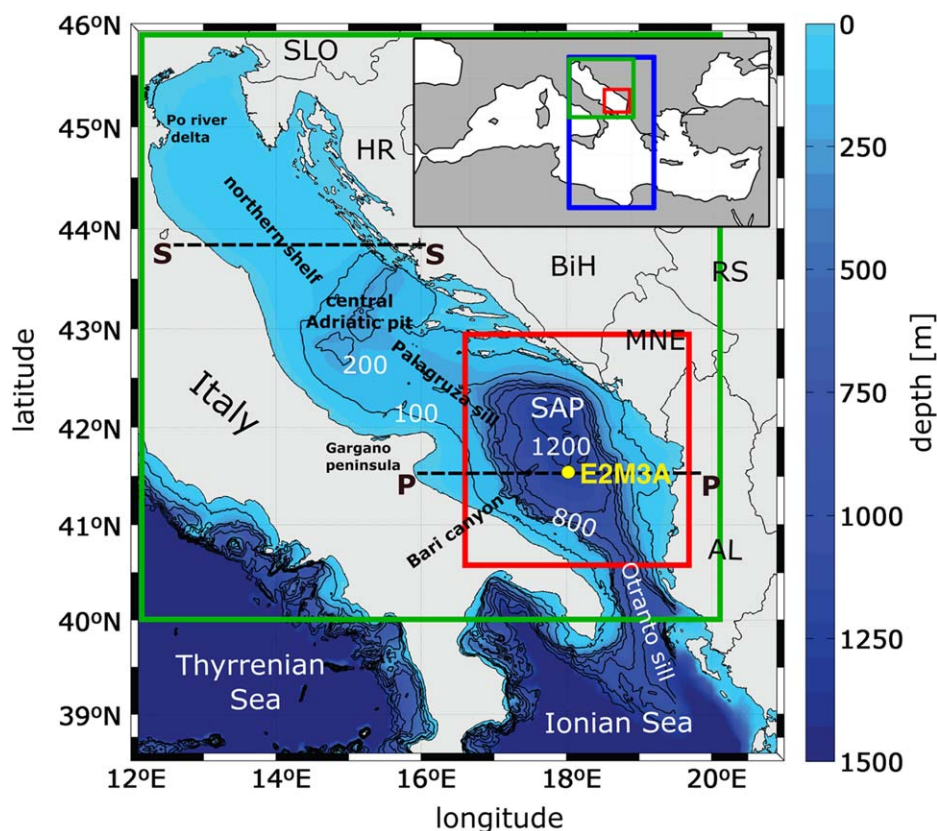 46ºN
45ºN
44ºN
43ºN
42ºN
41ºN
40ºN
39ºN
latitude
12ºE
14ºE
16ºE
18ºE
20ºE
longitude
SLO
Po river
delta
HR
northern shelf
S
S
BiH
RS
central
Adriatic pit
MNE
200
Palagruža sill
Italy
100
SAP
1200
Gargano
peninsula
P
E2M3A
P
Bari canyon
800
AL
Otranto sill
Thyrrenian
Sea
Ionian Sea
0
250
500
750
1000
1250
1500
depth [m]